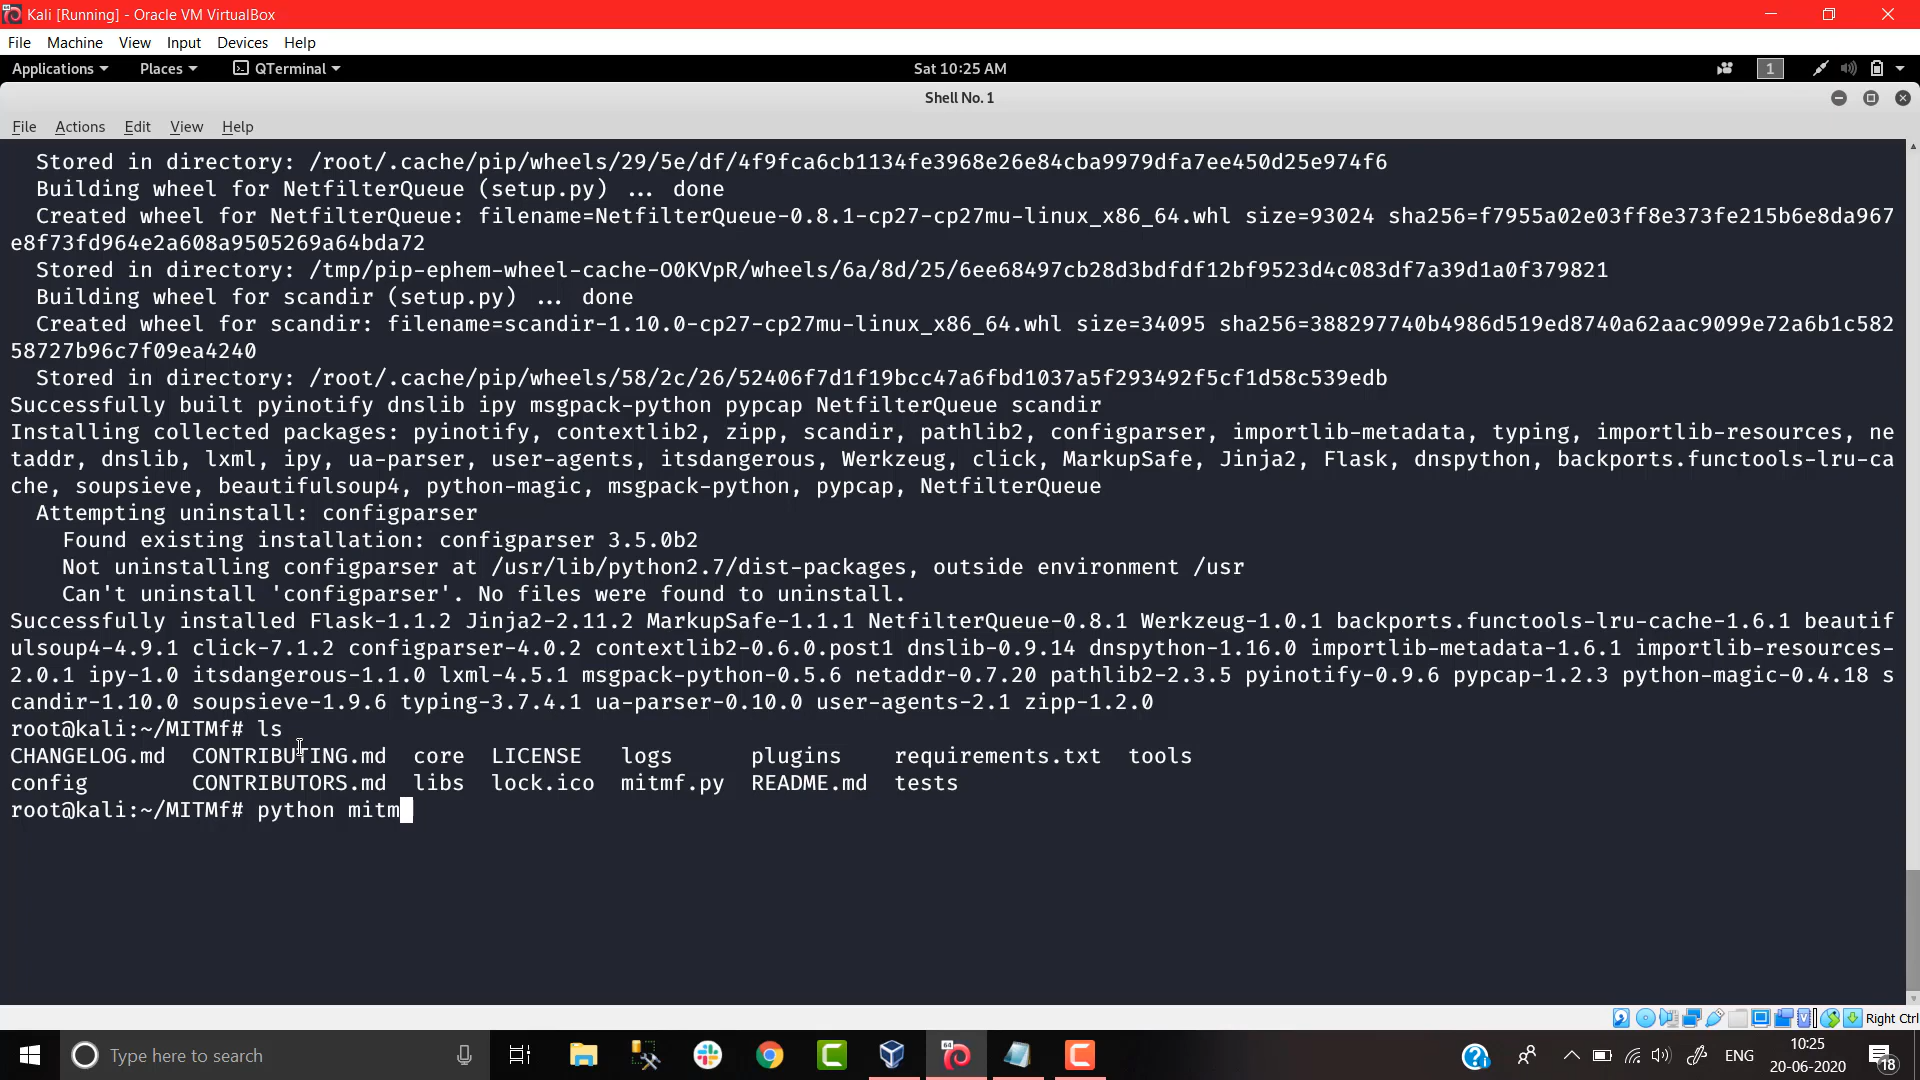 Kali [Running] - Oracle VM VirtualBox
File Machine View Input Devices Help
Applications Places QTerminal Sat 10:25 AM 1
Shell No. 1
File Actions Edit View Help
Stored in directory: /root/.cache/pip/wheels/29/5e/df/4f9fca6cb1134fe3968e26e84cba9979dfa7ee450d25e974f6
Building wheel for NetfilterQueue (setup.py) ... done
Created wheel for NetfilterQueue: filename=NetfilterQueue-0.8.1-cp27-cp27mu-linux_x86_64.whl size=93024 sha256=f7955a02e03ff8e373fe215b6e8da967
e8f73fd964e2a608a9505269a64bda72
Stored in directory: /tmp/pip-ephem-wheel-cache-O0KVpR/wheels/6a/8d/25/6ee68497cb28d3bdfdf12bf9523d4c083df7a39d1a0f379821
Building wheel for scandir (setup.py) ... done
Created wheel for scandir: filename=scandir-1.10.0-cp27-cp27mu-linux_x86_64.whl size=34095 sha256=388297740b4986d519ed8740a62aac9099e72a6b1c582
58727b96c7f09ea4240
Stored in directory: /root/.cache/pip/wheels/58/2c/26/52406f7d1f19bcc47a6fbd1037a5f293492f5cf1d58c539edb
Successfully built pyinotify dnslib ipy msgpack-python pypcap NetfilterQueue scandir
Installing collected packages: pyinotify, contextlib2, zipp, scandir, pathlib2, configparser, importlib-metadata, typing, importlib-resources, ne
taddr, dnslib, lxml, ipy, ua-parser, user-agents, itsdangerous, Werkzeug, click, MarkupSafe, Jinja2, Flask, dnspython, backports.functools-lru-ca
che, soupsieve, beautifulsoup4, python-magic, msgpack-python, pypcap, NetfilterQueue
Attempting uninstall: configparser
Found existing installation: configparser 3.5.0b2
Not uninstalling configparser at /usr/lib/python2.7/dist-packages, outside environment /usr
Can't uninstall 'configparser'. No files were found to uninstall.
Successfully installed Flask-1.1.2 Jinja2-2.11.2 MarkupSafe-1.1.1 NetfilterQueue-0.8.1 Werkzeug-1.0.1 backports.functools-lru-cache-1.6.1 beautif
ulsoup4-4.9.1 click-7.1.2 configparser-4.0.2 contextlib2-0.6.0.post1 dnslib-0.9.14 dnspython-1.16.0 importlib-metadata-1.6.1 importlib-resources-
2.0.1 ipy-1.0 itsdangerous-1.1.0 lxml-4.5.1 msgpack-python-0.5.6 netaddr-0.7.20 pathlib2-2.3.5 pyinotify-0.9.6 pypcap-1.2.3 python-magic-0.4.18 s
candir-1.10.0 soupsieve-1.9.6 typing-3.7.4.1 ua-parser-0.10.0 user-agents-2.1 zipp-1.2.0
root@kali:~/MITMf# ls
CHANGELOG.md CONTRIBUTING.md core LICENSE logs plugins requirements.txt tools
config CONTRIBUTORS.md libs lock.ico mitmf.py README.md tests
root@kali:~/MITMf# python mitm
Right Ctrl
Type here to search
ENG
10:25
20-06-2020
18